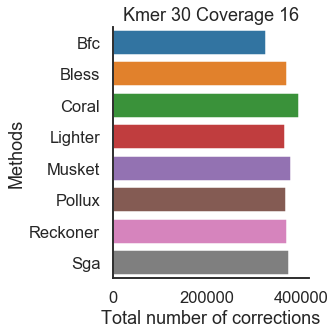 Kmer 30 Coverage 16
Methods
Bfc
Bless
Coral
Lighter
Musket
Pollux
Reckoner
Sga
0 200000 400000
Total number of corrections